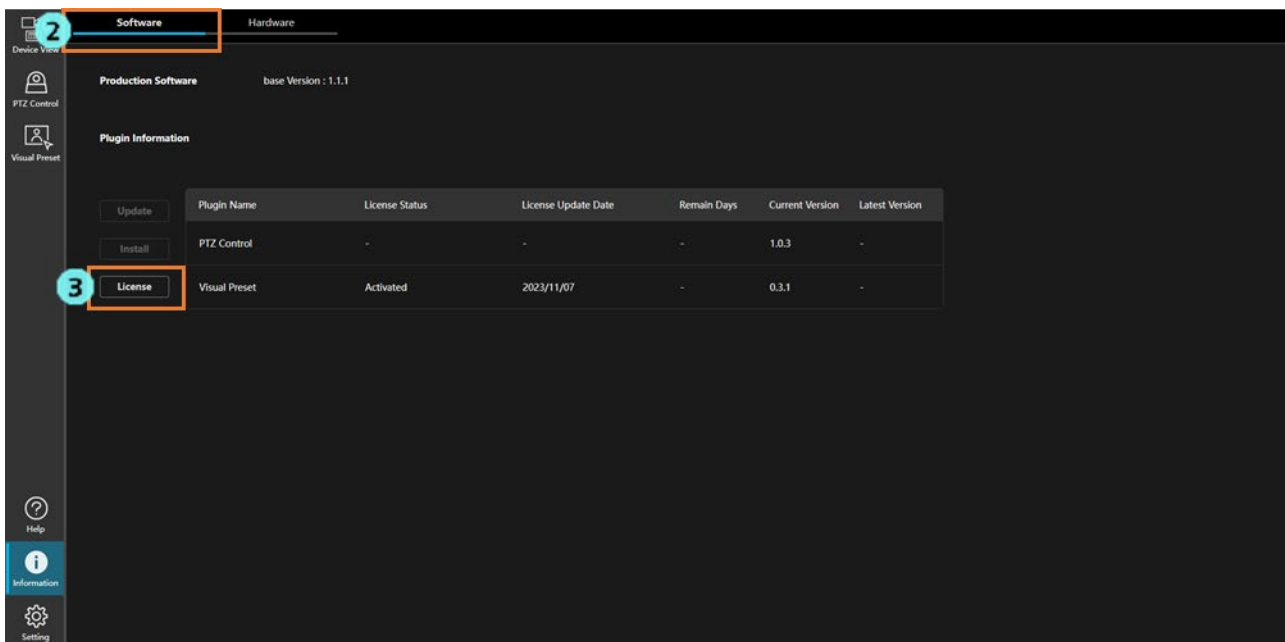 2
Software Hardware
Device View
Production Software base Version : 1.1.1
PTZ Control
Plugin Information
Visual Preset
Update Plugin Name License Status License Update Date Remain Days Current Version Latest Version
Install PTZ Control - - - 1.0.3 -
3 License Visual Preset Activated 2023/11/07 - 0.3.1 -
Help
Information
Setting